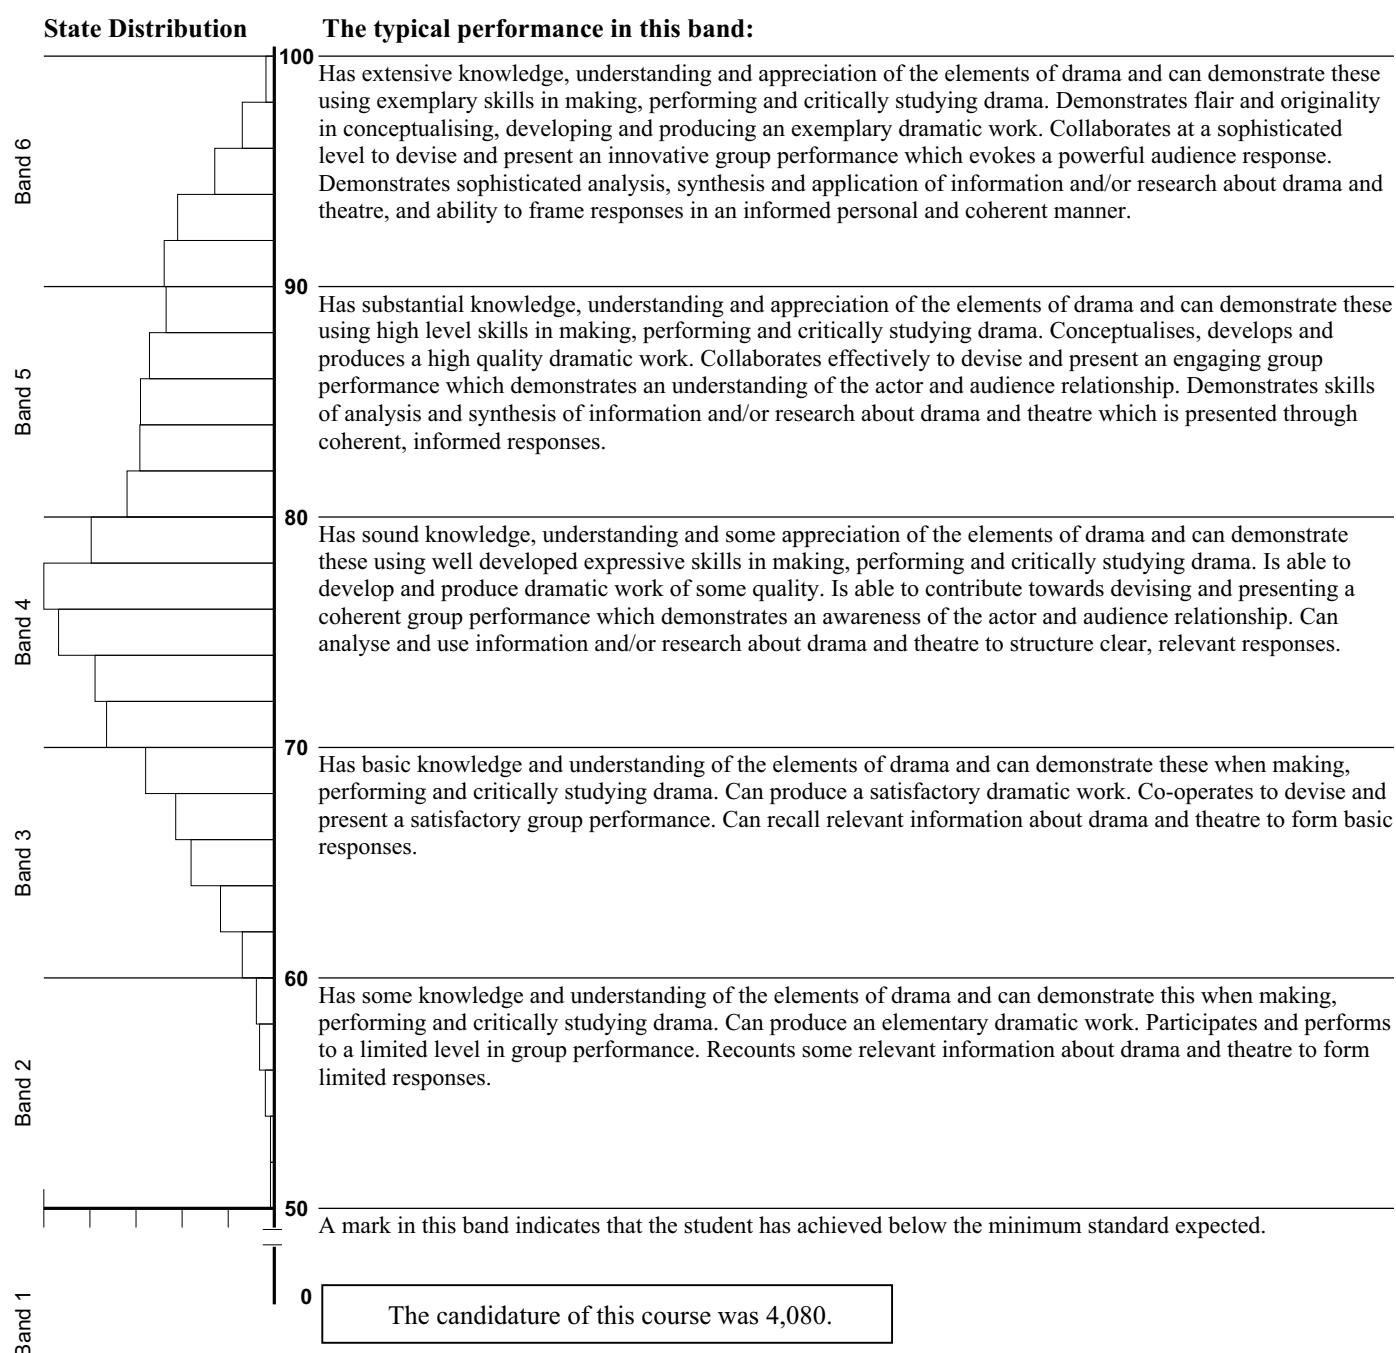 State Distribution
The typical performance in this band:
100
Has extensive knowledge, understanding and appreciation of the elements of drama and can demonstrate these
using exemplary skills in making, performing and critically studying drama. Demonstrates flair and originality
in conceptualising, developing and producing an exemplary dramatic work. Collaborates at a sophisticated
level to devise and present an innovative group performance which evokes a powerful audience response.
Demonstrates sophisticated analysis, synthesis and application of information and/or research about drama and
theatre, and ability to frame responses in an informed personal and coherent manner.
Band 6
90
Has substantial knowledge, understanding and appreciation of the elements of drama and can demonstrate these
using high level skills in making, performing and critically studying drama. Conceptualises, develops and
produces a high quality dramatic work. Collaborates effectively to devise and present an engaging group
performance which demonstrates an understanding of the actor and audience relationship. Demonstrates skills
of analysis and synthesis of information and/or research about drama and theatre which is presented through
coherent, informed responses.
Band 5
80
Has sound knowledge, understanding and some appreciation of the elements of drama and can demonstrate
these using well developed expressive skills in making, performing and critically studying drama. Is able to
develop and produce dramatic work of some quality. Is able to contribute towards devising and presenting a
coherent group performance which demonstrates an awareness of the actor and audience relationship. Can
analyse and use information and/or research about drama and theatre to structure clear, relevant responses.
Band 4
70
Has basic knowledge and understanding of the elements of drama and can demonstrate these when making,
performing and critically studying drama. Can produce a satisfactory dramatic work. Co-operates to devise and
present a satisfactory group performance. Can recall relevant information about drama and theatre to form basic
responses.
Band 3
60
Has some knowledge and understanding of the elements of drama and can demonstrate this when making,
performing and critically studying drama. Can produce an elementary dramatic work. Participates and performs
to a limited level in group performance. Recounts some relevant information about drama and theatre to form
limited responses.
Band 2
50
A mark in this band indicates that the student has achieved below the minimum standard expected.
Band 1
0
The candidature of this course was 4,080.